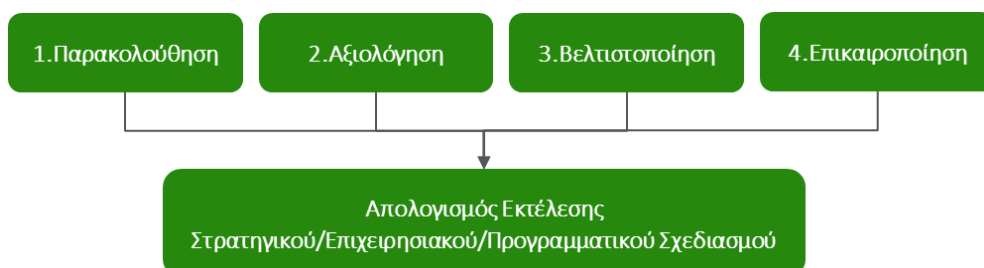 1.Παρακολούθηση
2.Αξιολόγηση
3.Βελτιστοποίηση
4.Επικαιροποίηση
Απολογισμός Εκτέλεσης
Στρατηγικού/Επιχειρησιακού/Προγραμματικού Σχεδιασμού